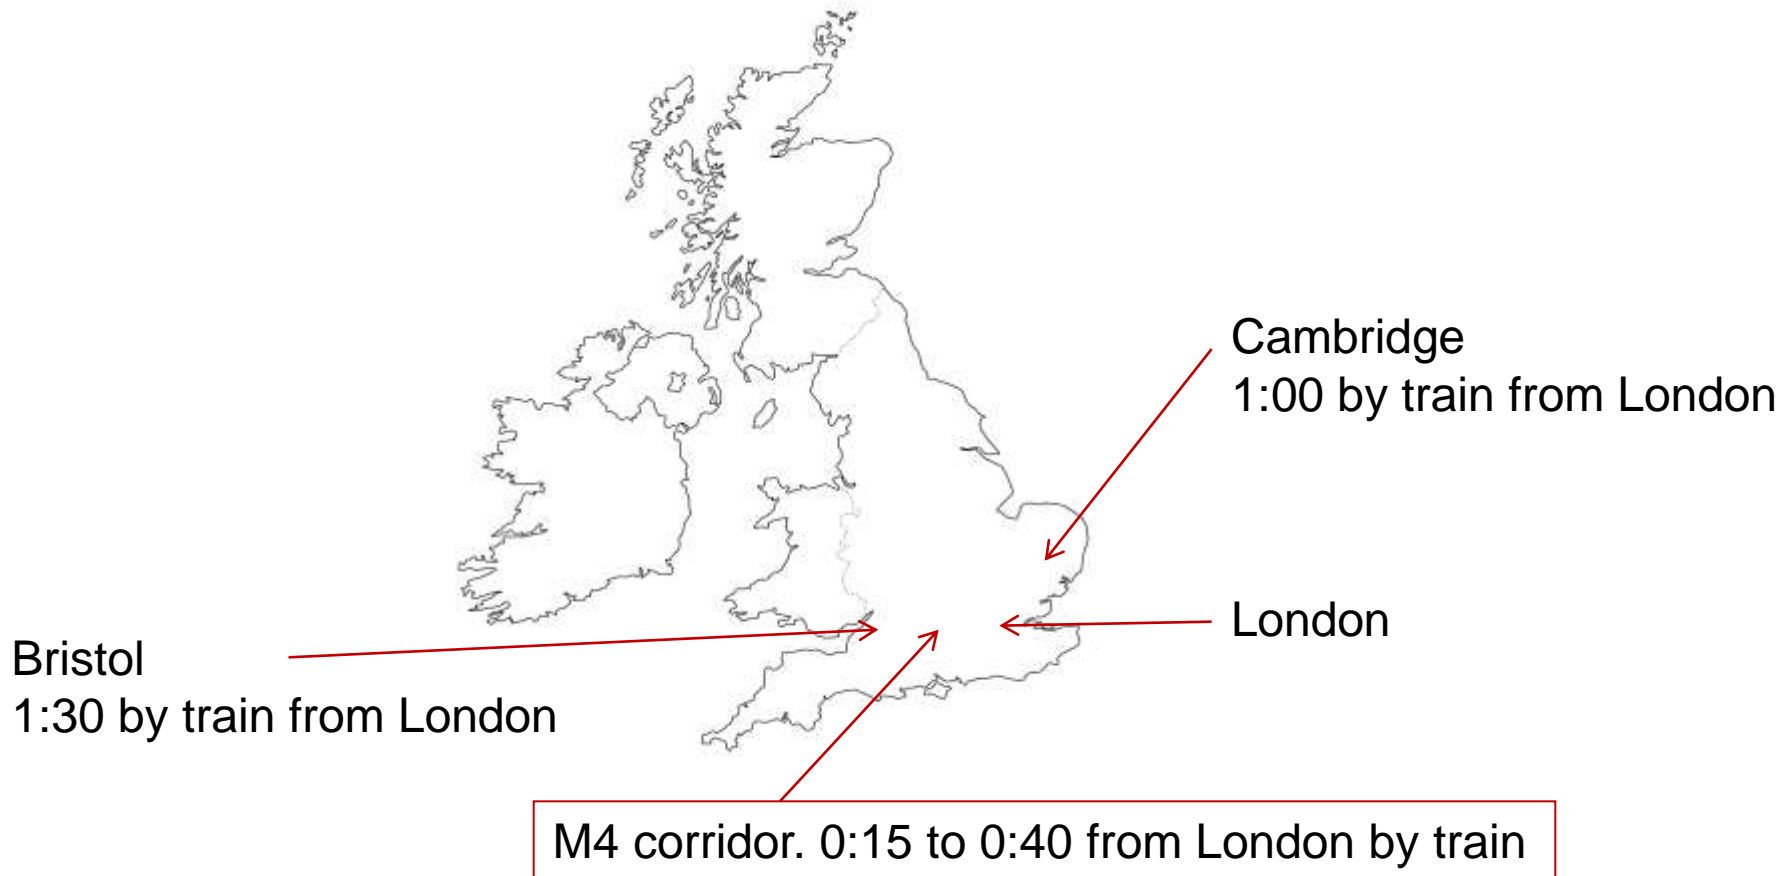 Cambridge
1:00 by train from London
London
Bristol
1:30 by train from London
M4 corridor. 0:15 to 0:40 from London by train